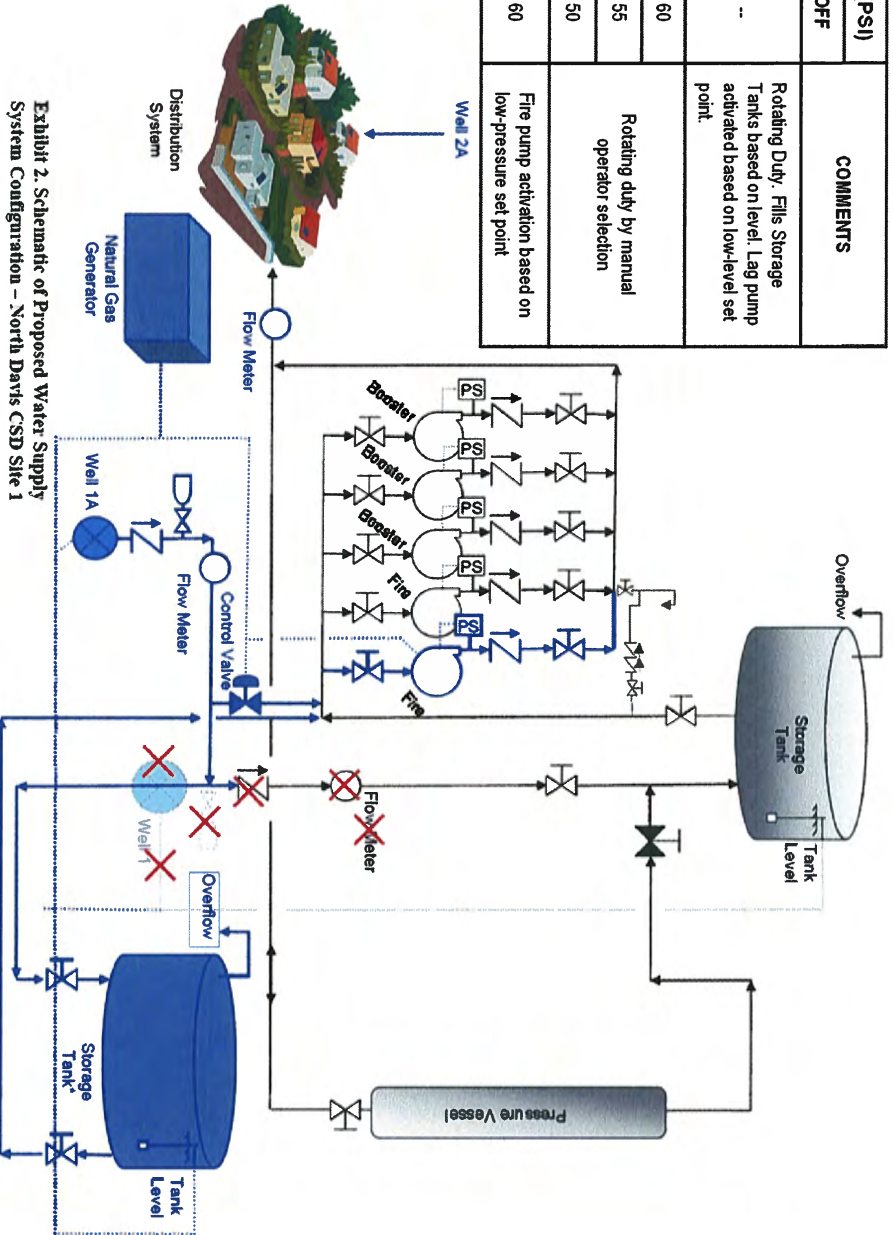 PSI)
OFF
COMMENTS
--
Rotating Duty. Fills Storage
Tanks based on level. Lag pump
activated based on low-level set
point.
60
55
50
Rotating duty by manual
operator selection
60
Fire pump activation based on
low-pressure set point
Well 2A
Distribution
System
Flow Meter
Natural Gas
Generator
Booster
Booster
Booster
Fire
Fire
PS
PS
PS
PS
PS
Overflow
Storage
Tank
Tank
Level
Well 1A
Flow Meter
Control Valve
Flow Meter
Well 1
Overflow
Storage
Tank*
Tank
Level
Pressure Vessel
Exhibit 2. Schematic of Proposed Water Supply
System Configuration – North Davis CSD Site 1